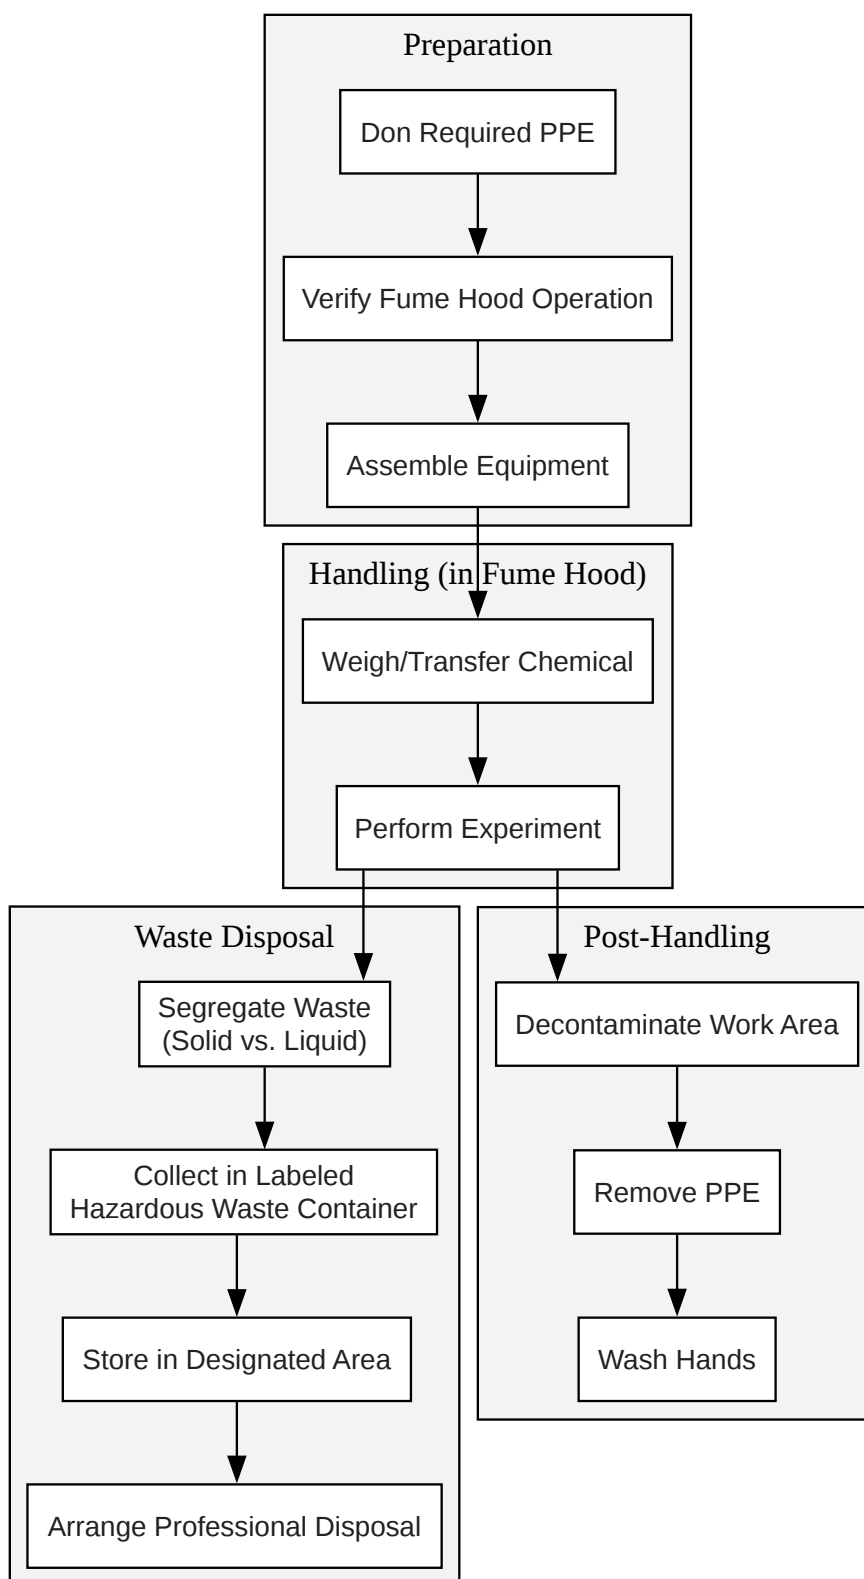 Preparation
Don Required PPE
Verify Fume Hood Operation
Assemble Equipment
Handling (in Fume Hood)
Weigh/Transfer Chemical
Perform Experiment
Waste Disposal
Segregate Waste
(Solid vs. Liquid)
Collect in Labeled
Hazardous Waste Container
Store in Designated Area
Arrange Professional Disposal
Post-Handling
Decontaminate Work Area
Remove PPE
Wash Hands